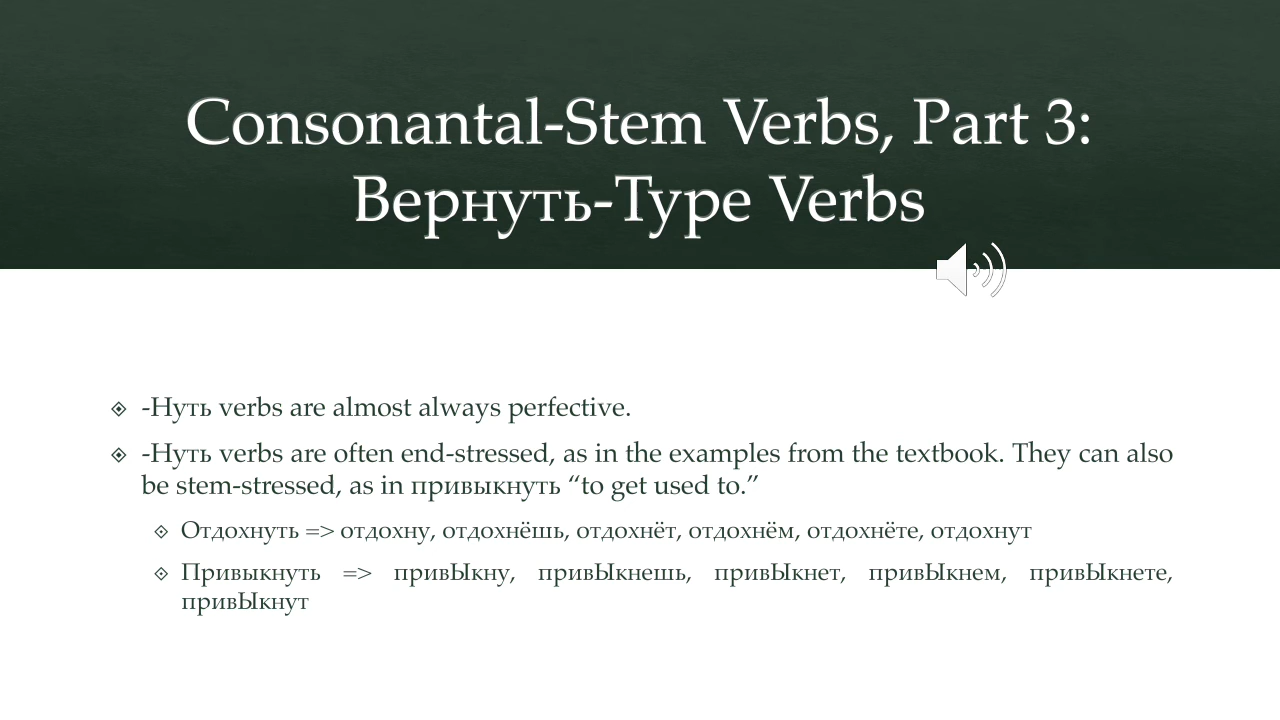 Consonantal-Stem Verbs, Part 3:
Вернуть-Type Verbs
-Нуть verbs are almost always perfective.
-Нуть verbs are often end-stressed, as in the examples from the textbook. They can also
be stem-stressed, as in привыкнуть “to get used to.”
Отдохнуть => отдохну, отдохнёшь, отдохнёт, отдохнём, отдохнёте, отдохнут
Привыкнуть => привЫкну, привЫкнешь, привЫкнет, привЫкнем, привЫкнете,
привЫкнут